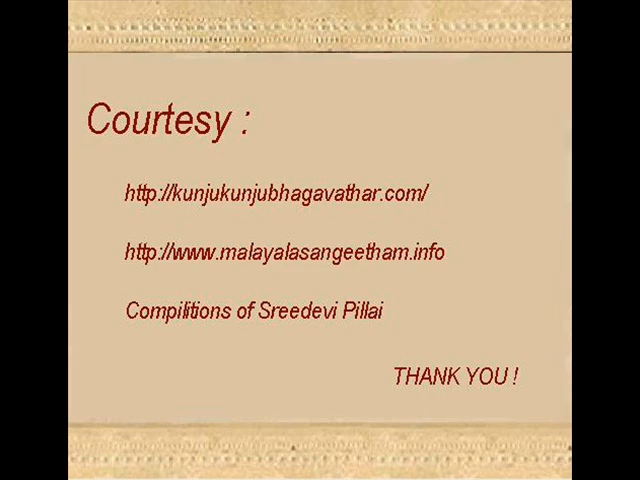 Courtesy :
http://kunjukunjubhagavathar.com/
http://www.malayalasangeetham.info
Compilitions of Sreedevi Pillai
THANK YOU !